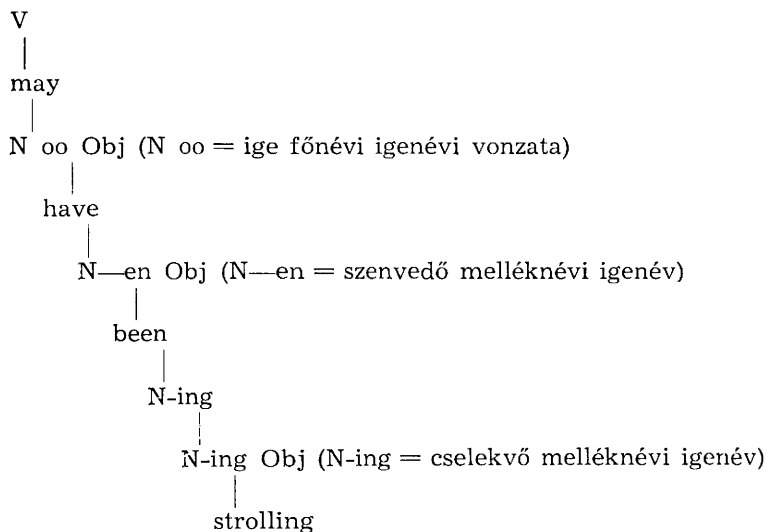 V
may
N oo Obj (N oo = ige főnévi igenévi vonzata)
have
N—en Obj (N—en = szenvedő melléknévi igenév)
been
N-ing
N-ing Obj (N-ing = cselekvő melléknévi igenév)
strolling